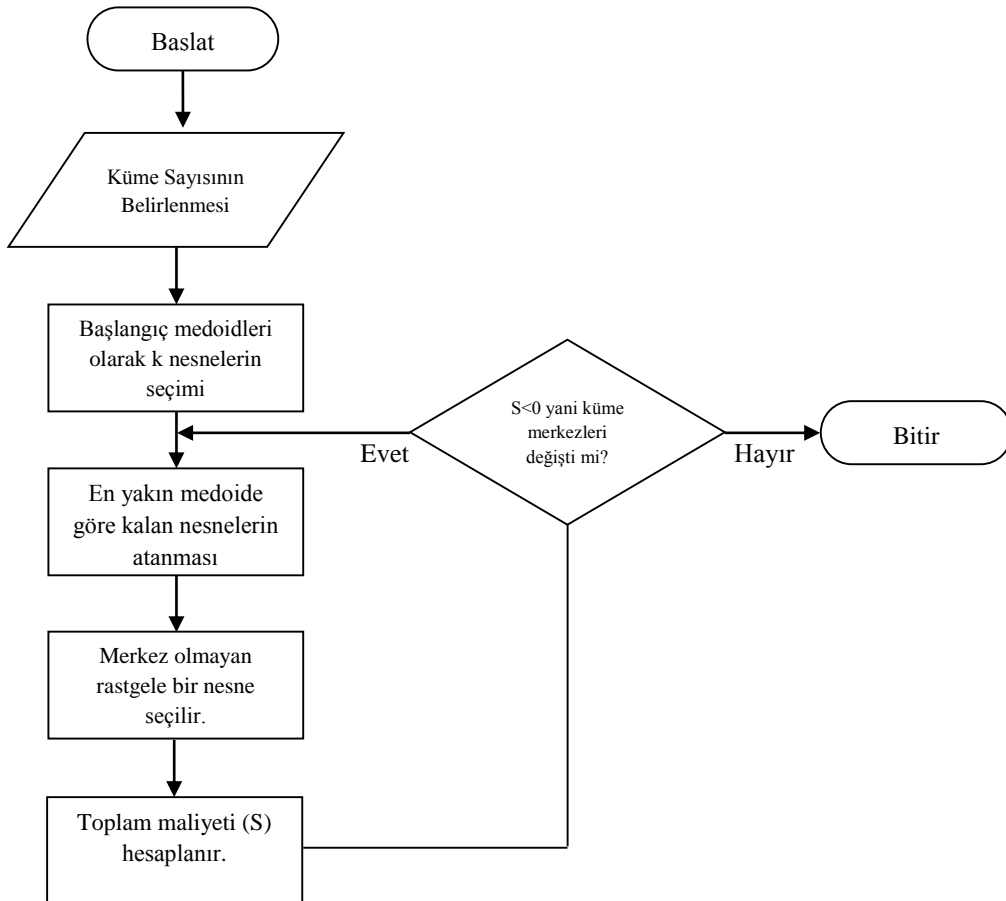 Baslat
Küme Sayısının
Belirlenmesi
Başlangıç medoidleri
olarak k nesnelerin
seçimi
S<0 yani küme
merkezleri
değişti mi?
Evet
Hayır
Bitir
En yakın medoide
göre kalan nesnelerin
atanması
Merkez olmayan
rastgele bir nesne
seçilir.
Toplam maliyeti (S)
hesaplanır.